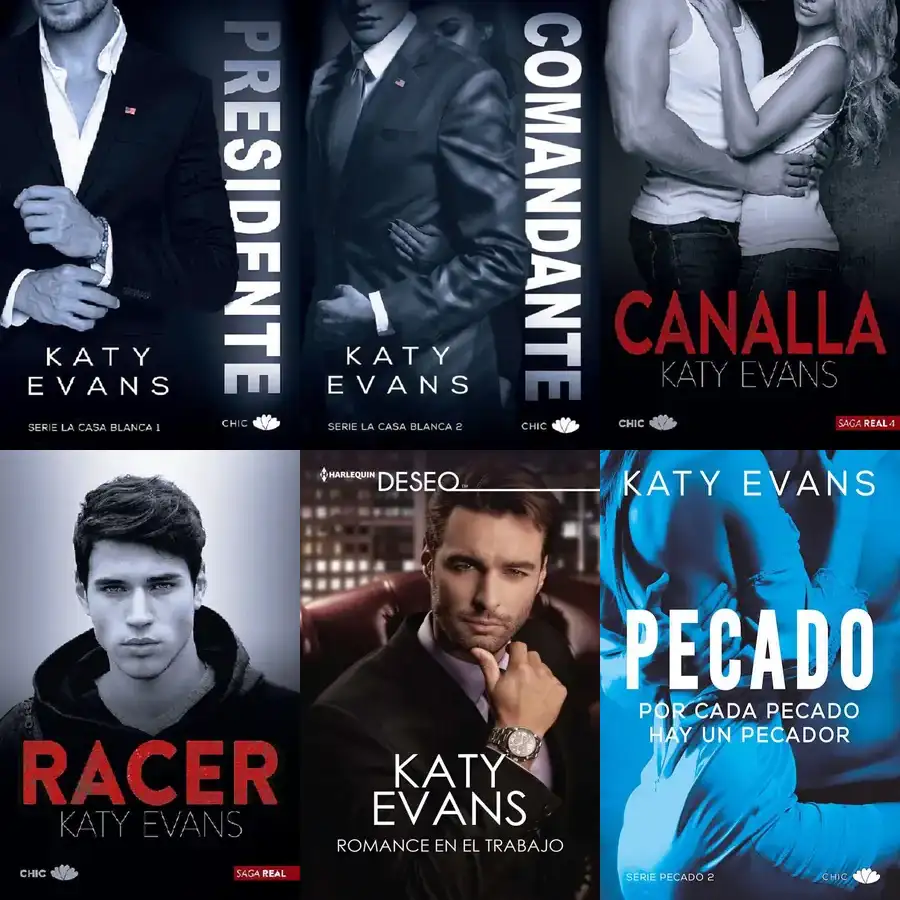 PRESIDENTE
KATY
EVANS
SERIE LA CASA BLANCA 1
CHIC
COMANDANTE
KATY
EVANS
SERIE LA CASA BLANCA 2
CHIC
CANALLA
KATY EVANS
CHIC
SAGA REAL 4
RACER
KATY EVANS
CHIC
SAGA REAL
HARLEQUIN
DESEO
KATY
EVANS
ROMANCE EN EL TRABAJO
KATY EVANS
PECADO
POR CADA PECADO
HAY UN PECADOR
SERIE PECADO 2
CHIC